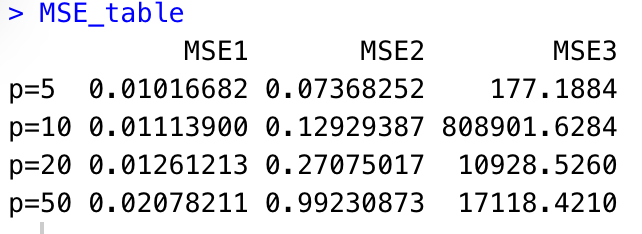 > MSE_table
MSE1 MSE2 MSE3
p=5 0.01016682 0.07368252 177.1884
p=10 0.01113900 0.12929387 808901.6284
p=20 0.01261213 0.27075017 10928.5260
p=50 0.02078211 0.99230873 17118.4210